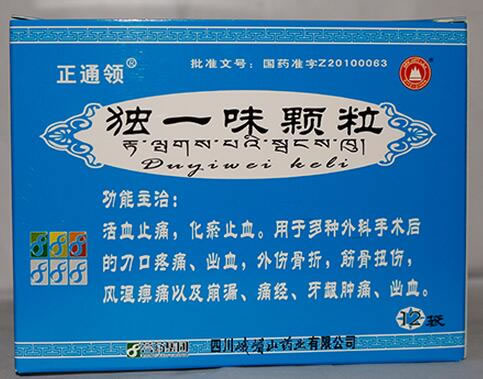 正通领®
批准文号：国药准字Z20100063
独一味颗粒
Duyiwei keli
功能主治：
活血止痛，化瘀止血。用于多种外科手术后
的刀口疼痛、出血，外伤骨折，筋骨扭伤，
风湿痹痛以及崩漏、痛经、牙龈肿痛、出血。
12袋
四川峨嵋山药业有限公司